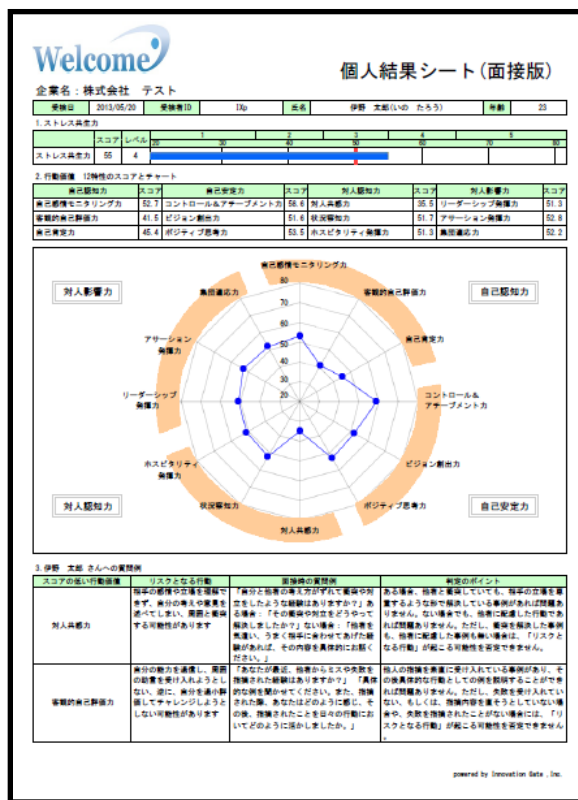 Welcome
個人結果シート(面接版)
企業名：株式会社 テスト
受検日 2013/05/20 受検者ID IXp 氏名 伊野 太郎(いの たろう) 年齢 23
1.ストレス共生力
スコア レベル 1 2 3 4 5
20 30 40 50 60 70 80
ストレス共生力 55 4
2.行動価値 12特性のスコアとチャート
自己認知力 スコア 自己安定力 スコア 対人認知力 スコア 対人影響力 スコア
自己感情モニタリング力 52.7 コントロール&アチーブメント力 58.6 対人共感力 35.5 リーダーシップ発揮力 51.3
客観的自己評価力 41.5 ビジョン創出力 51.6 状況察知力 51.7 アサーション発揮力 52.8
自己肯定力 45.4 ポジティブ思考力 53.5 ホスピタリティ発揮力 51.3 集団適応力 52.2
自己感情モニタリング力
対人影響力 集団適応力 80 客観的自己評価力 自己認知力
70
アサーション
発揮力
60
自己肯定力
50
40
リーダーシップ
発揮力
30
20
コントロール&
アチーブメント力
ホスピタリティ
発揮力
ビジョン創出力
対人認知力 状況察知力 ポジティブ思考力 自己安定力
対人共感力
3.伊野 太郎 さんへの質問例
スコアの低い行動価値 リスクとなる行動 面接時の質問例 判定のポイント
対人共感力
相手の感情や立場を理解で
きず、自分の考えや意見を
述べてしまい、周囲と衝突
する可能性があります
「自分と他者の考え方がずれて衝突や対
立をしたような経験はありますか？」あ
る場合：「その衝突や対立をどうやって
解決しましたか？」ない場合：「他者を
気遣い、うまく相手に合わせてあげた経
験があれば、その内容を具体的にお聴く
ださい。」
ある場合、他者と衝突していても、相手の立場を尊
重するような形で解決している事例があれば問題あ
りません。ない場合でも、他者に配慮した行動であ
れば問題ありません。ただし、衝突を解決した事例
も、他者に配慮した事例も無い場合は、「リスク
となる行動」が起こる可能性を否定できません。
客観的自己評価力
自分の能力を過信し、周囲
の助言を受け入れようとし
ない、逆に、自分を過小評
価してチャレンジしようと
しない可能性があります
「あなたが最近、他者からミスや失敗を
指摘された経験はありますか？」「具体
的な例を聞かせてください。また、指摘
された際、あなたはどのように感じ、そ
の後、指摘されたことを日々の行動にお
いてどのように活かしましたか。」
他人の指摘を素直に受け入れている事例があり、そ
の後具体的な行動としての例を説明することができ
れば問題ありません。ただし、失敗を受け入れてい
ない、もしくは、指摘内容を直そうとしていない場
合や、失敗を指摘されたことがない場合には、「リ
スクとなる行動」が起こる可能性を否定できません
。
powered by Innovation Gate ,Inc.